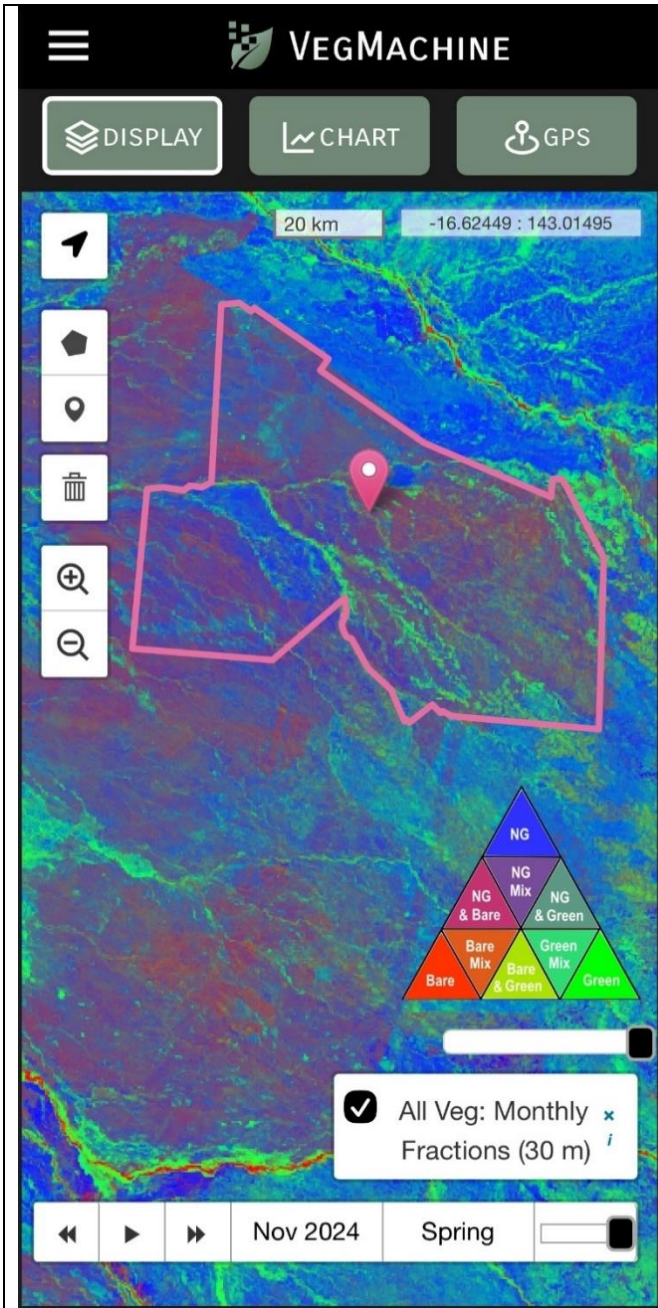 VEGMACHINE
DISPLAY
CHART
GPS
20 km
-16.62449 : 143.01495
NG
NG
& Bare
NG
Mix
NG
& Green
Bare
Bare
Mix
Bare
& Green
Green
Mix
Green
All Veg: Monthly x
Fractions (30 m) i
Nov 2024
Spring